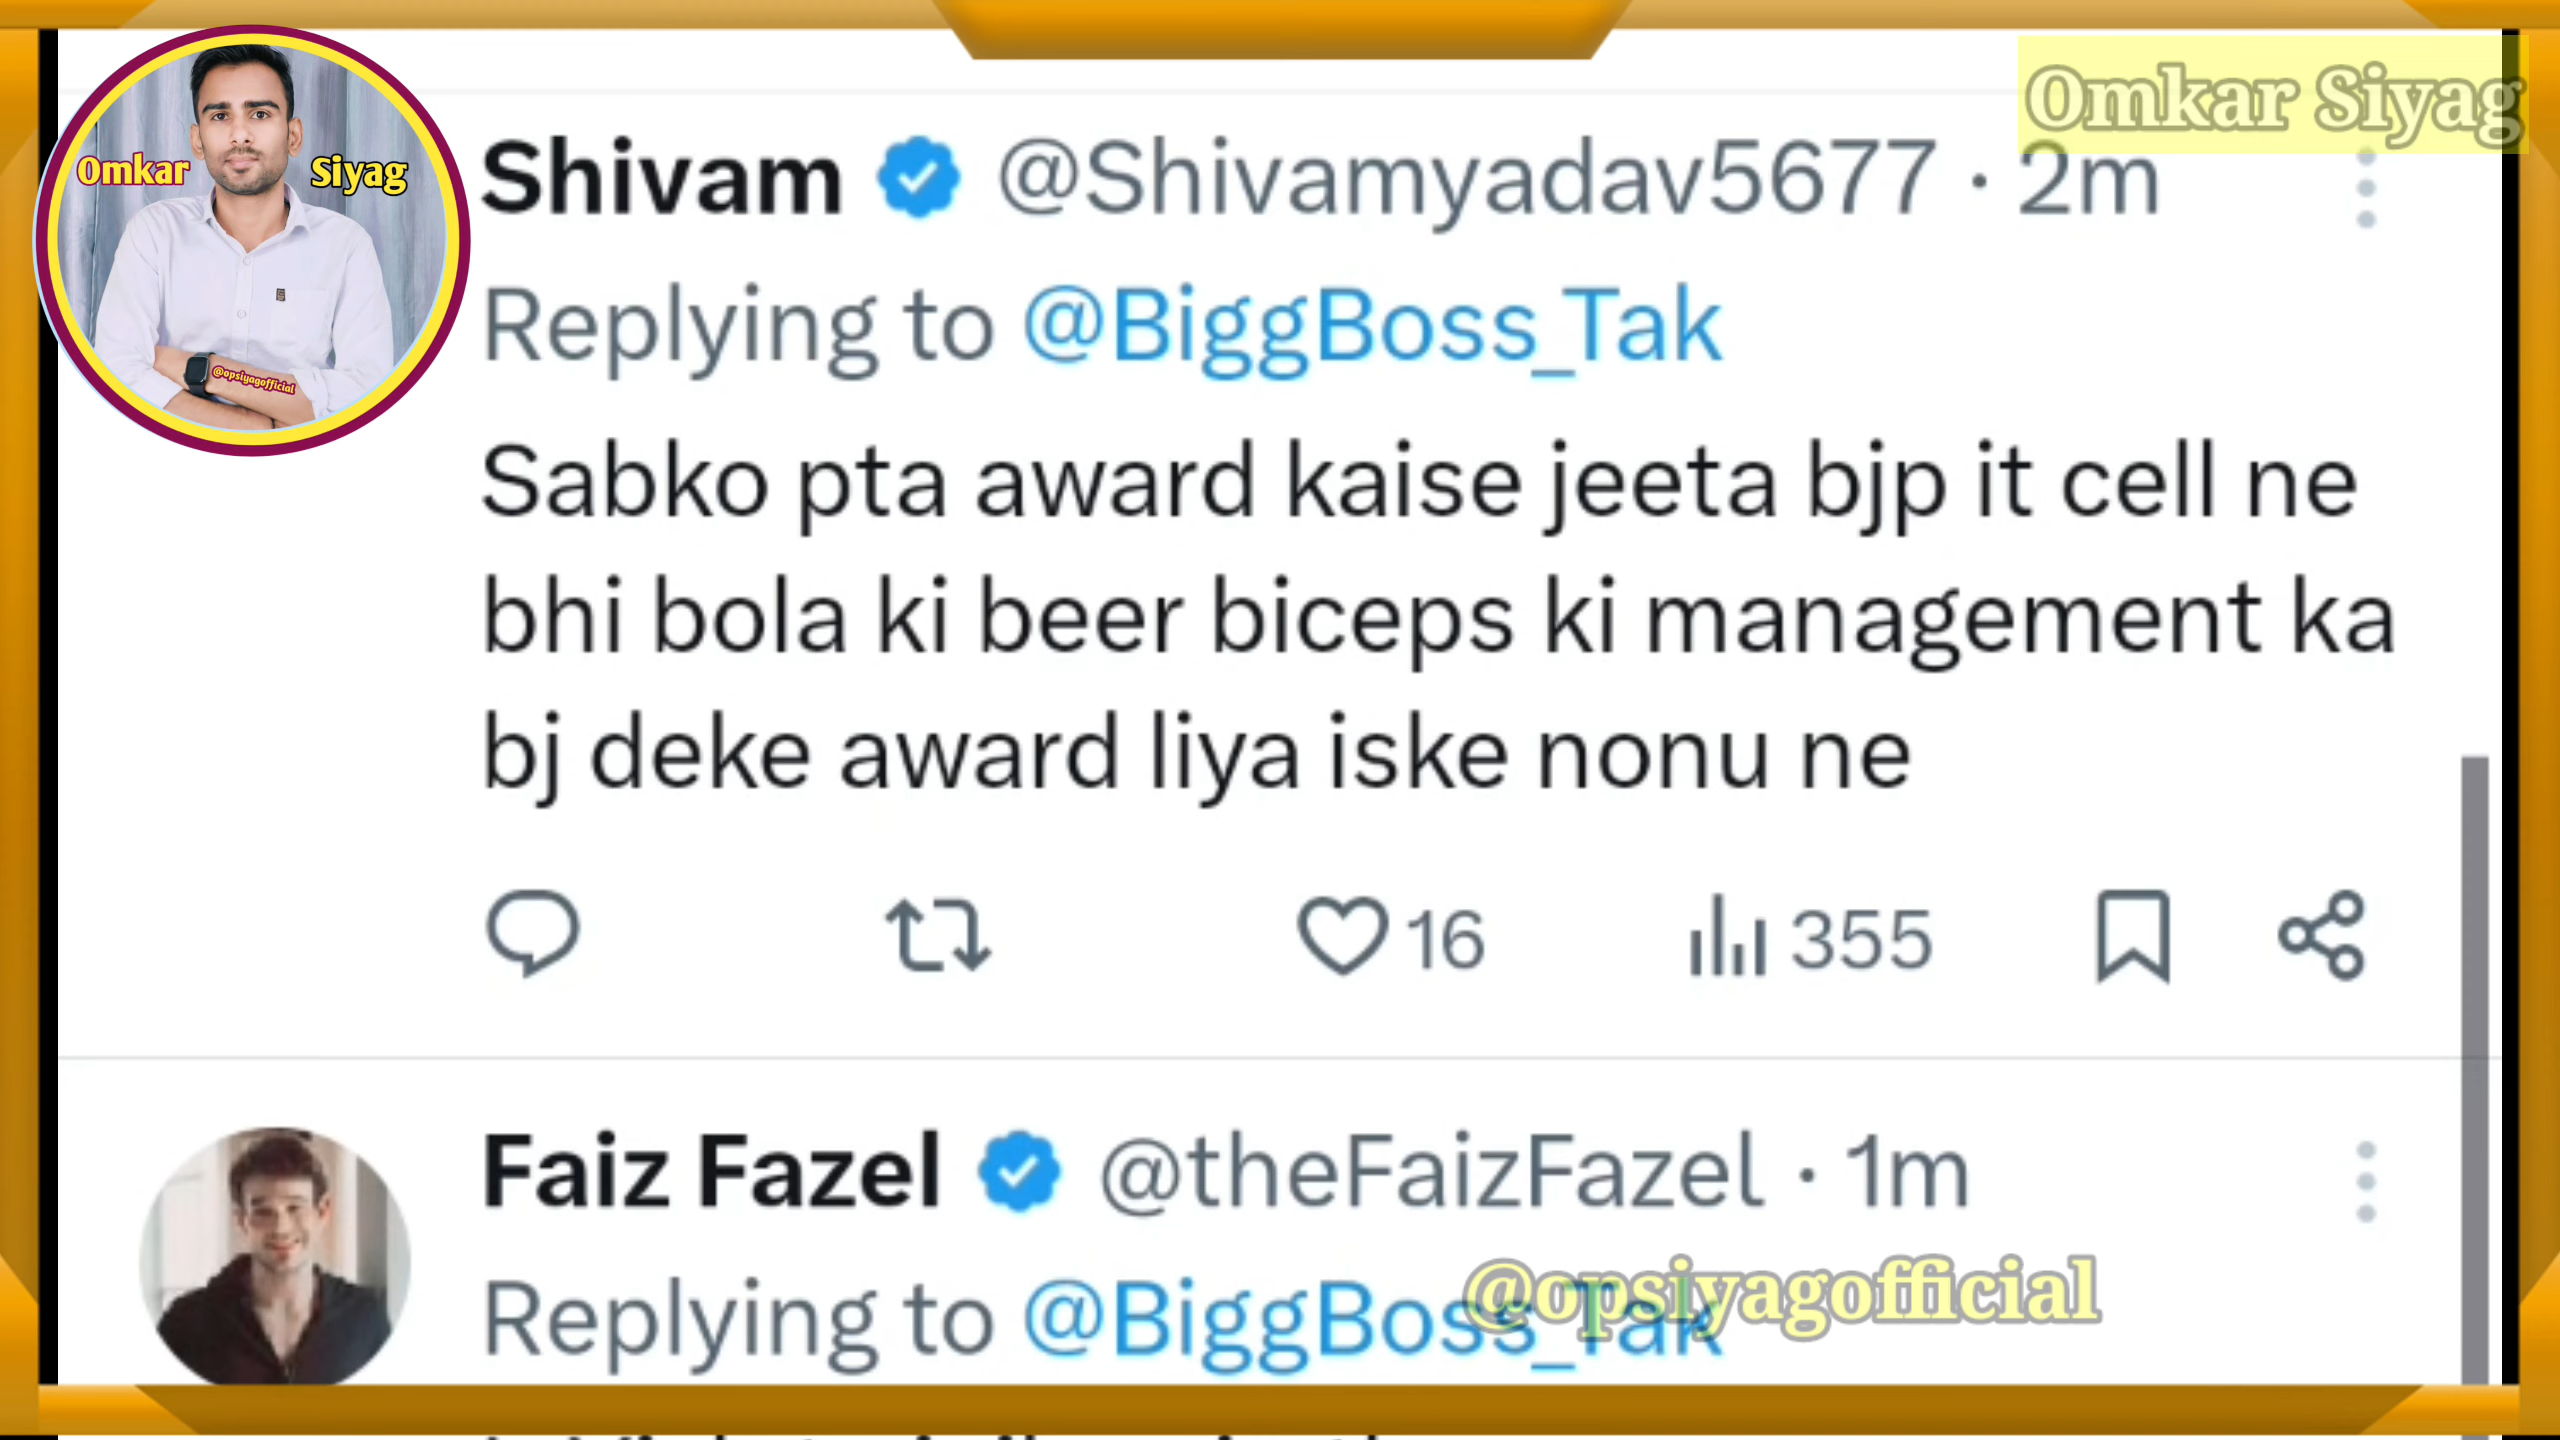 Omkar Siyag
Omkar Siyag
@opsiyagofficial
Shivam @Shivamyadav5677 · 2m
Replying to @BiggBoss_Tak
Sabko pta award kaise jeeta bjp it cell ne
bhi bola ki beer biceps ki management ka
bj deke award liya iske nonu ne
16 355
Faiz Fazel @theFaizFazel · 1m
@opsiyagofficial
Replying to @BiggBoss_Tak